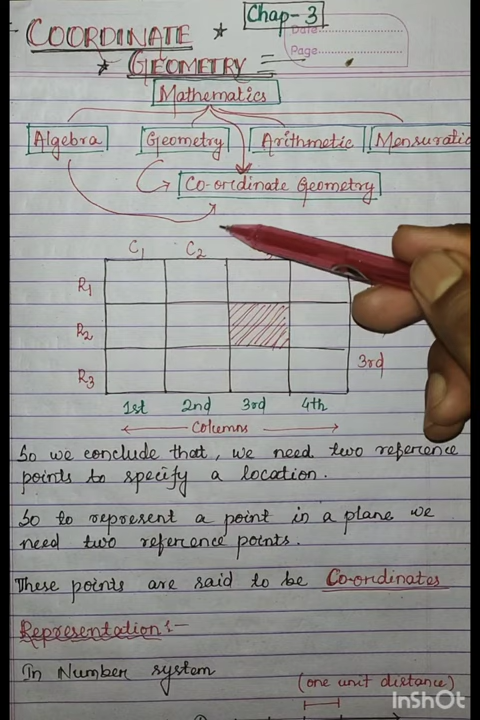 Chap-3
COORDINATE
Date
Page
GEOMETRY =
Mathematics
Algebra Geometry Arithmetic Mensuratio
Co-ordinate Geometry
C1 C2
R1
R2
R3
3rd
1st 2nd 3rd 4th
Columns
So we conclude that, we need two reference
points to specify a location.
So to represent a point in a plane we
need two reference points.
These points are said to be Co-ordinates
Representation:-
In Number system
(one unit distance)
InShOt